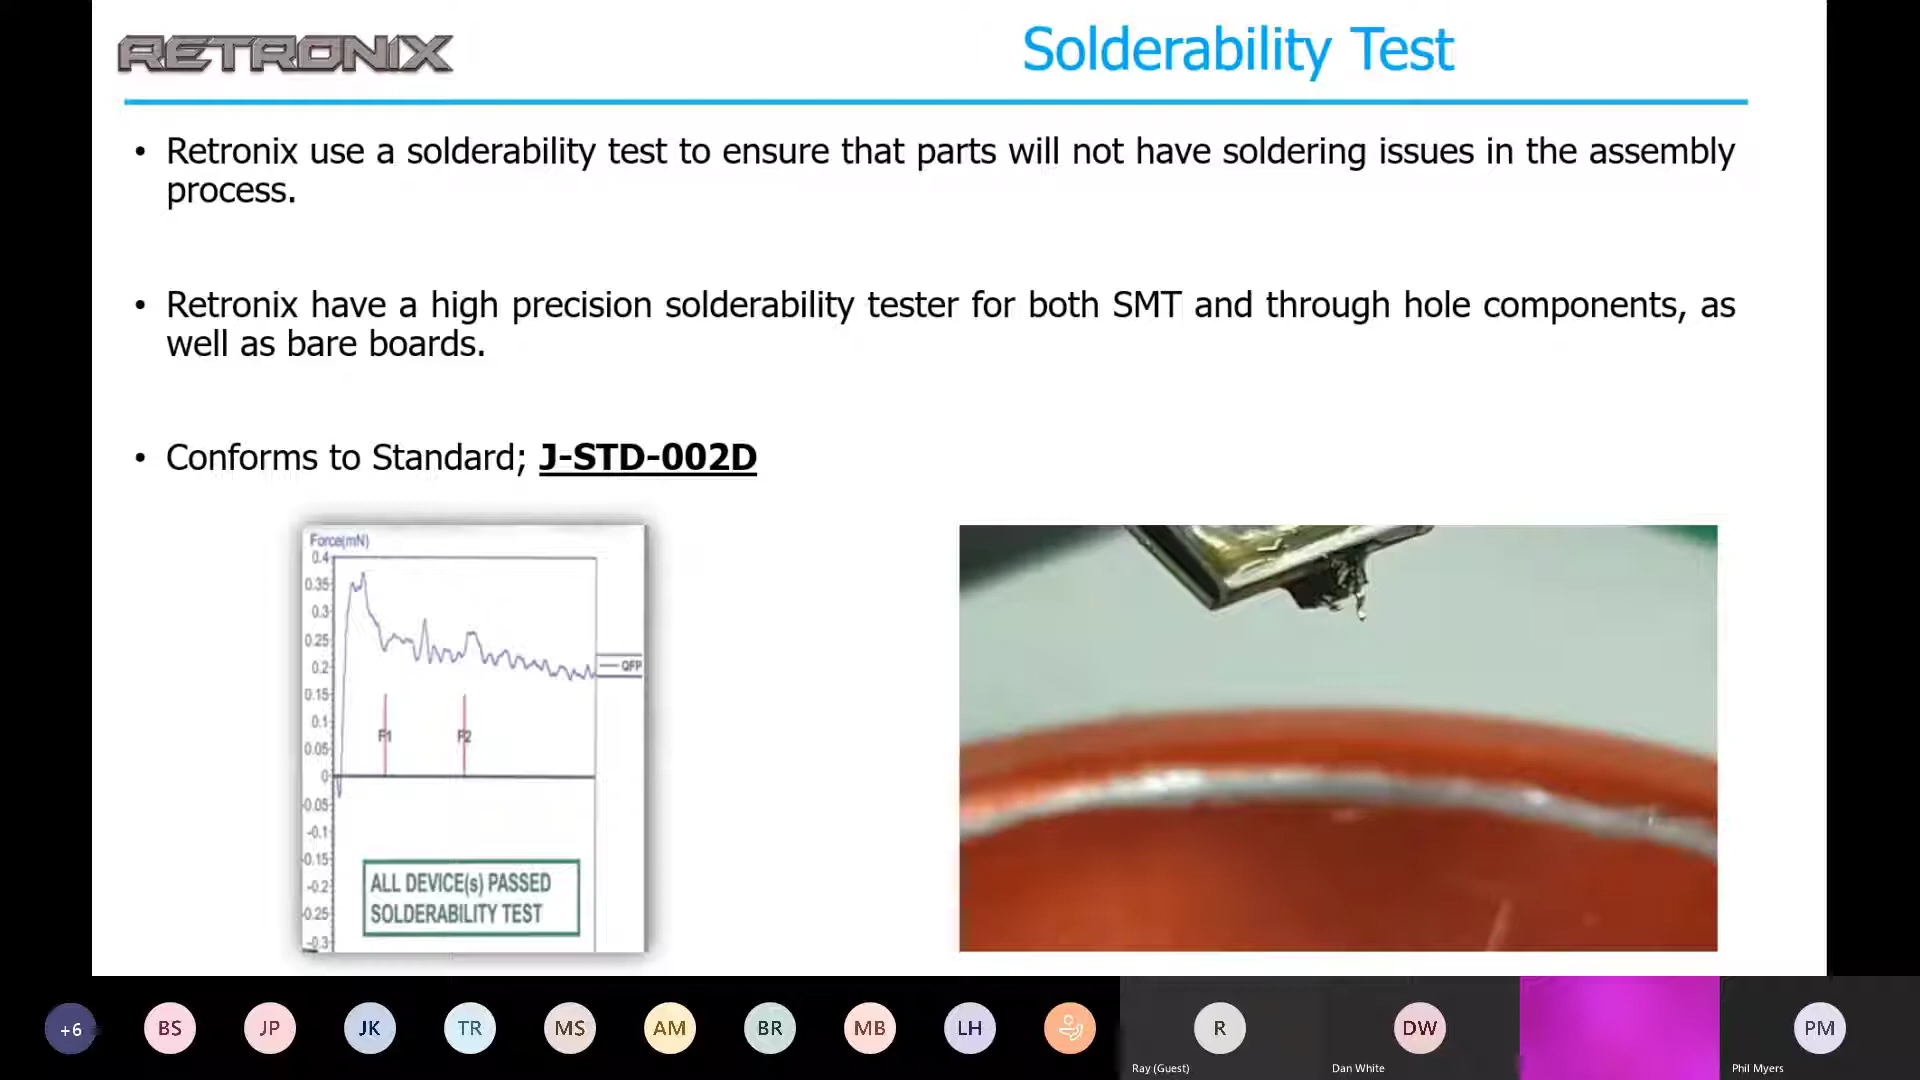 RETRONIX
Solderability Test
• Retronix use a solderability test to ensure that parts will not have soldering issues in the assembly
process.
• Retronix have a high precision solderability tester for both SMT and through hole components, as
well as bare boards.
• Conforms to Standard; J-STD-002D
Force(mN)
0.4
0.35
0.3
0.25
0.2
QFP
0.15
0.1
F1
F2
0.05
0
-0.05
-0.1
-0.15
-0.2
-0.25
-0.3
ALL DEVICE(s) PASSED
SOLDERABILITY TEST
+6
BS
JP
JK
TR
MS
AM
BR
MB
LH
R
DW
PM
Ray (Guest)
Dan White
Phil Myers